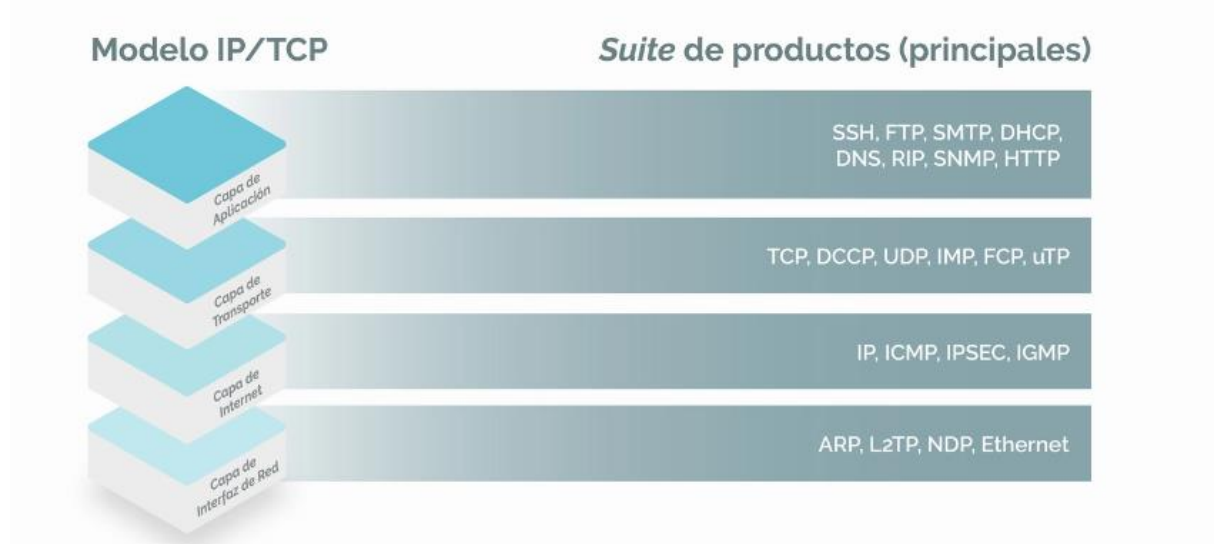 Modelo IP/TCP
Suite de productos (principales)
Capa de
Aplicación
SSH, FTP, SMTP, DHCP,
DNS, RIP, SNMP, HTTP
Capa de
Transporte
TCP, DCCP, UDP, IMP, FCP, uTP
Capa de
Internet
IP, ICMP, IPSEC, IGMP
Capa de
Interfaz de Red
ARP, L2TP, NDP, Ethernet